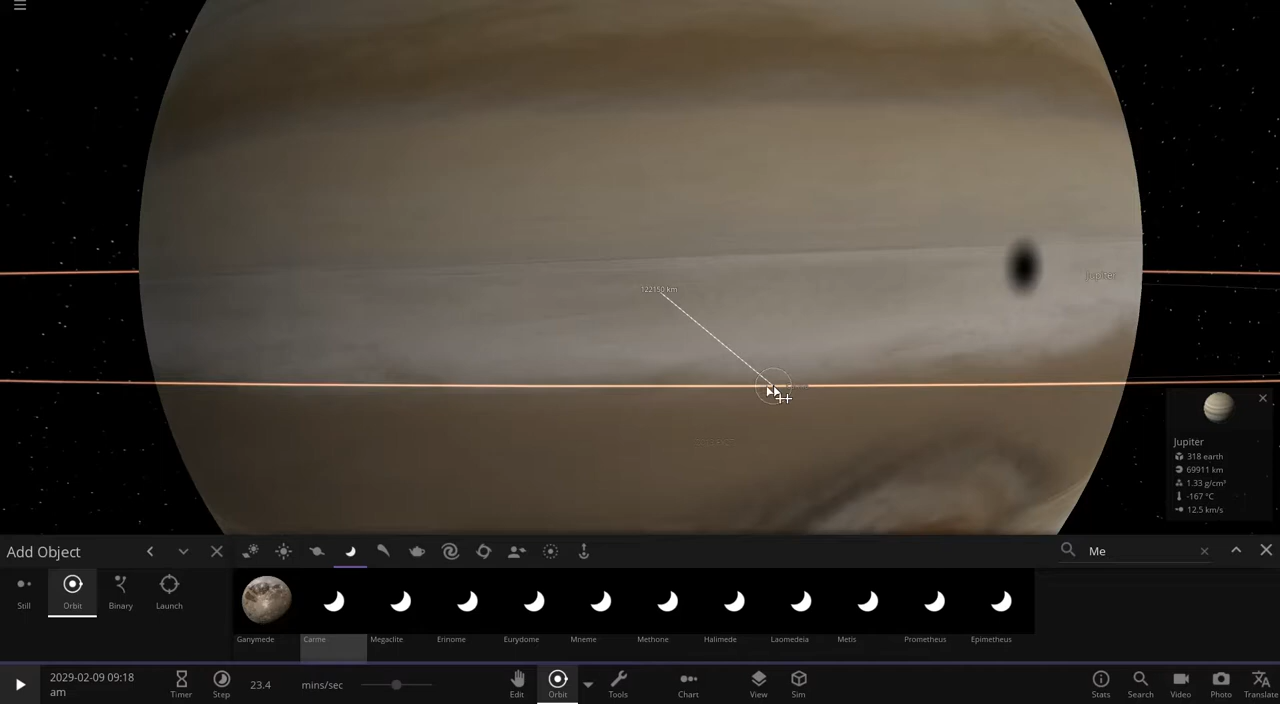 122150 km
Jupiter
Jupiter
318 earth
69911 km
1.33 g/cm³
-167 °C
12.5 km/s
Add Object
Me
Still
Orbit
Binary
Launch
Ganymede
Carme
Megaclite
Erinome
Eurydome
Mneme
Methone
Halimede
Laomedeia
Metis
Prometheus
Epimetheus
2029-02-09 09:18
am
Timer
Step
23.4
mins/sec
Edit
Orbit
Tools
Chart
View
Sim
Stats
Search
Video
Photo
Translate